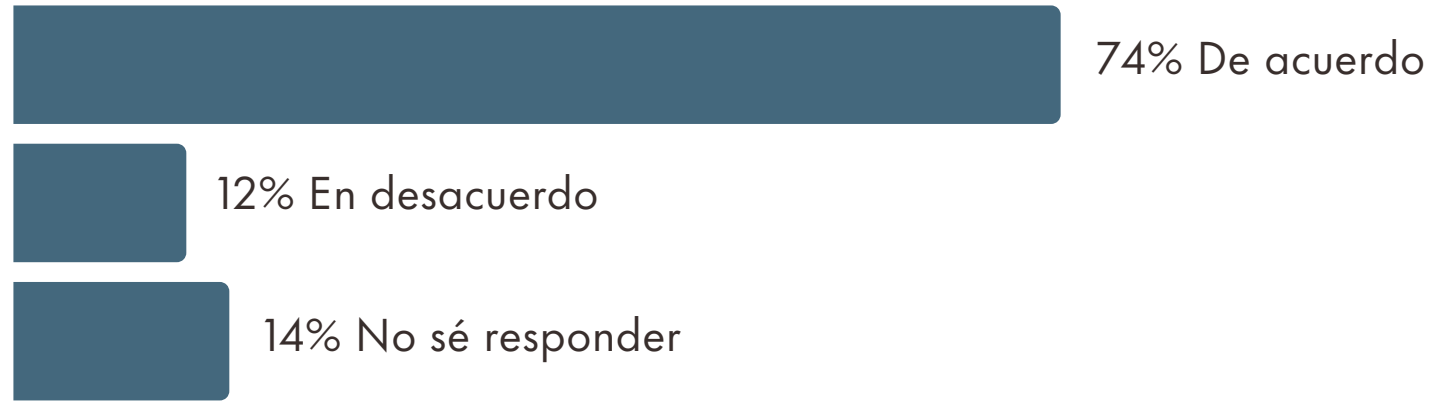 74% De acuerdo
12% En desacuerdo
14% No sé responder